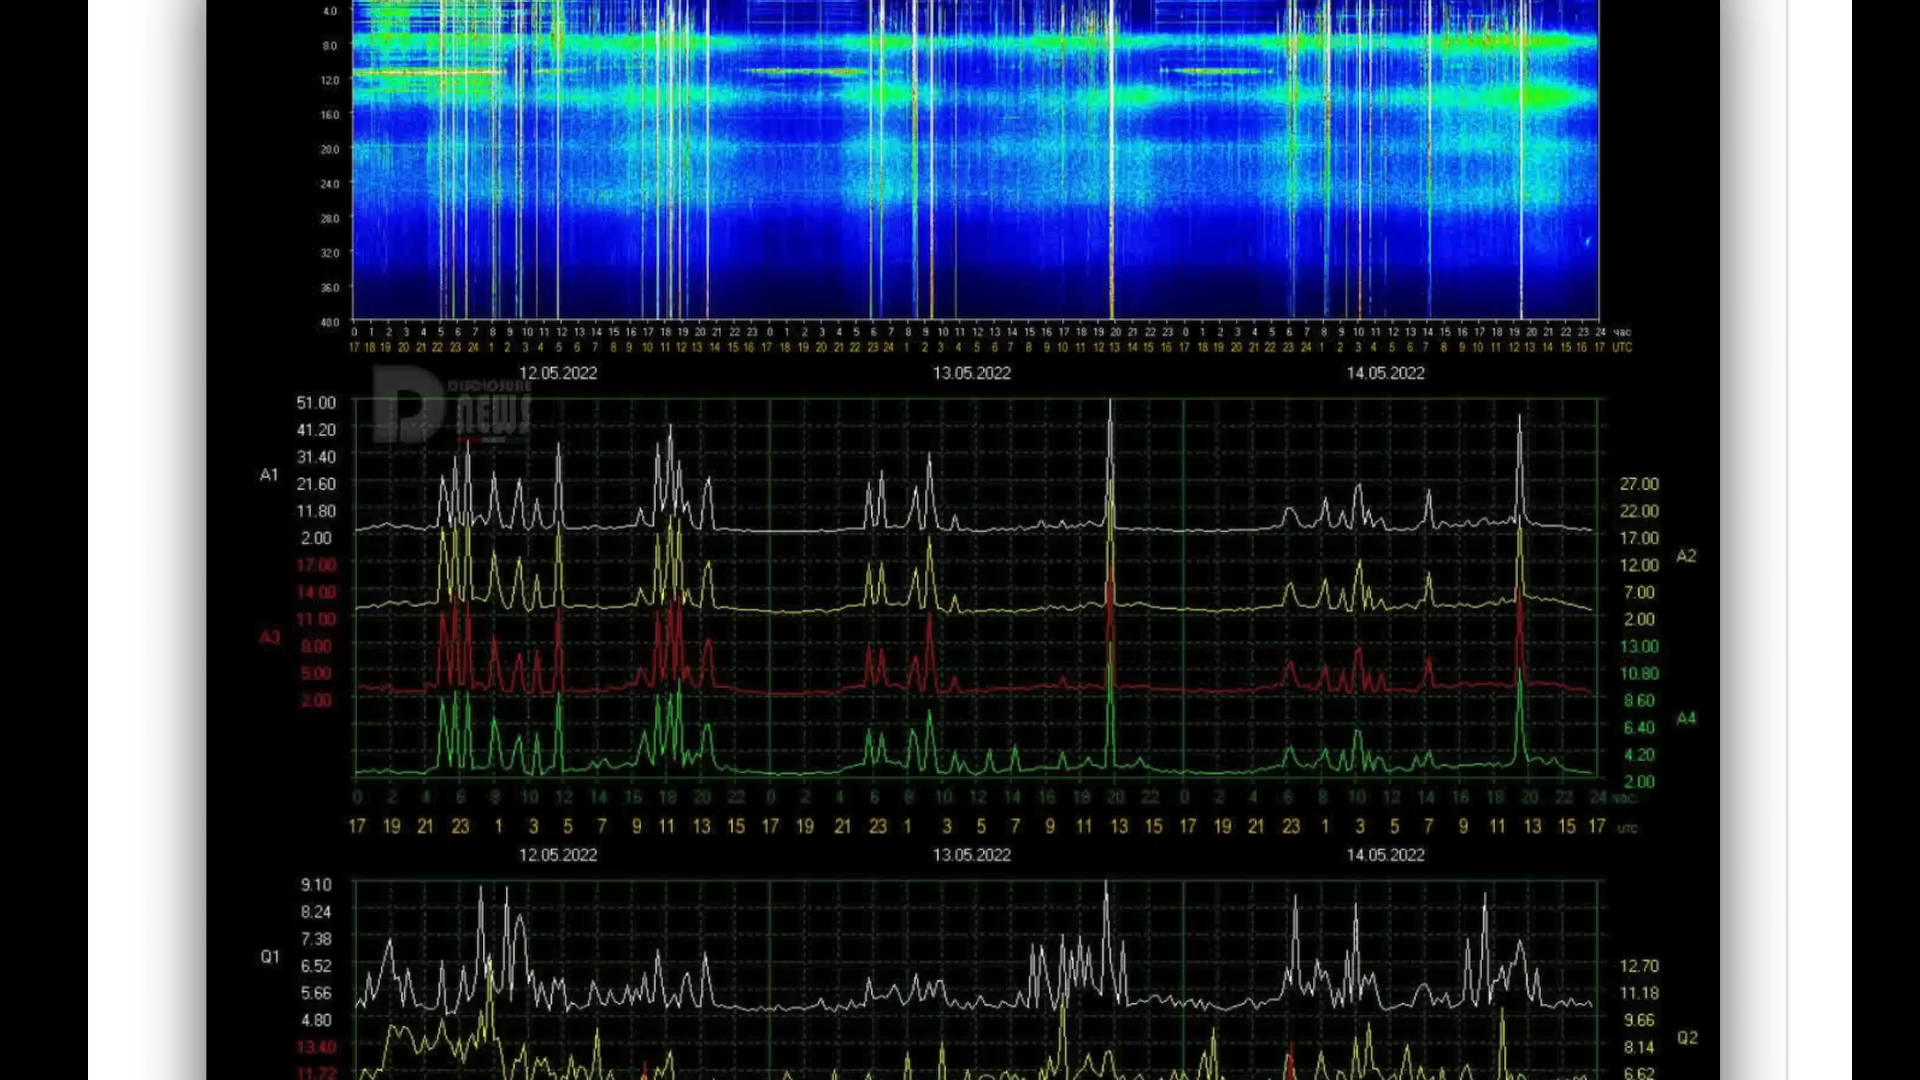 4.0
8.0
12.0
16.0
20.0
24.0
28.0
32.0
36.0
40.0
0 1 2 3 4 5 6 7 8 9 10 11 12 13 14 15 16 17 18 19 20 21 22 23 0 1 2 3 4 5 6 7 8 9 10 11 12 13 14 15 16 17 18 19 20 21 22 23 0 1 2 3 4 5 6 7 8 9 10 11 12 13 14 15 16 17 18 19 20 21 22 23 24 час
17 18 19 20 21 22 23 24 1 2 3 4 5 6 7 8 9 10 11 12 13 14 15 16 17 18 19 20 21 22 23 24 1 2 3 4 5 6 7 8 9 10 11 12 13 14 15 16 17 18 19 20 21 22 23 24 1 2 3 4 5 6 7 8 9 10 11 12 13 14 15 16 17 UTC
12.05.2022 13.05.2022 14.05.2022
DISCLOSURE
NEWS
51.00
41.20
31.40
A1
21.60 27.00
11.80 22.00
2.00 17.00
A2
17.00 12.00
14.00 7.00
11.00 2.00
A3
8.00 13.00
5.00 10.80
2.00 8.60
A4
6.40
4.20
2.00
0 2 4 6 8 10 12 14 16 18 20 22 0 2 4 6 8 10 12 14 16 18 20 22 0 2 4 6 8 10 12 14 16 18 20 22 24 час
17 19 21 23 1 3 5 7 9 11 13 15 17 19 21 23 1 3 5 7 9 11 13 15 17 19 21 23 1 3 5 7 9 11 13 15 17 UTC
12.05.2022 13.05.2022 14.05.2022
9.10
8.24
7.38
Q1
6.52 12.70
5.66 11.18
4.80 9.66
Q2
13.40 8.14
11.72 6.62